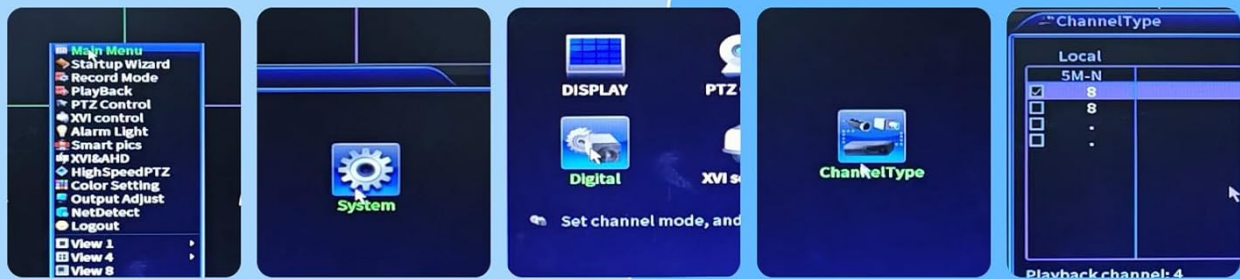 Main Menu
Startup Wizard
Record Mode
PlayBack
PTZ Control
XVI control
Alarm Light
Smart pics
XVI&AHD
HighSpeedPTZ
Color Setting
Output Adjust
NetDetect
Logout
View 1
View 4
View 8
System
DISPLAY
PTZ
Digital
XVI s
Set channel mode, and
ChannelType
ChannelType
Local
5M-N
8
8
.
.
Playback channel: 4